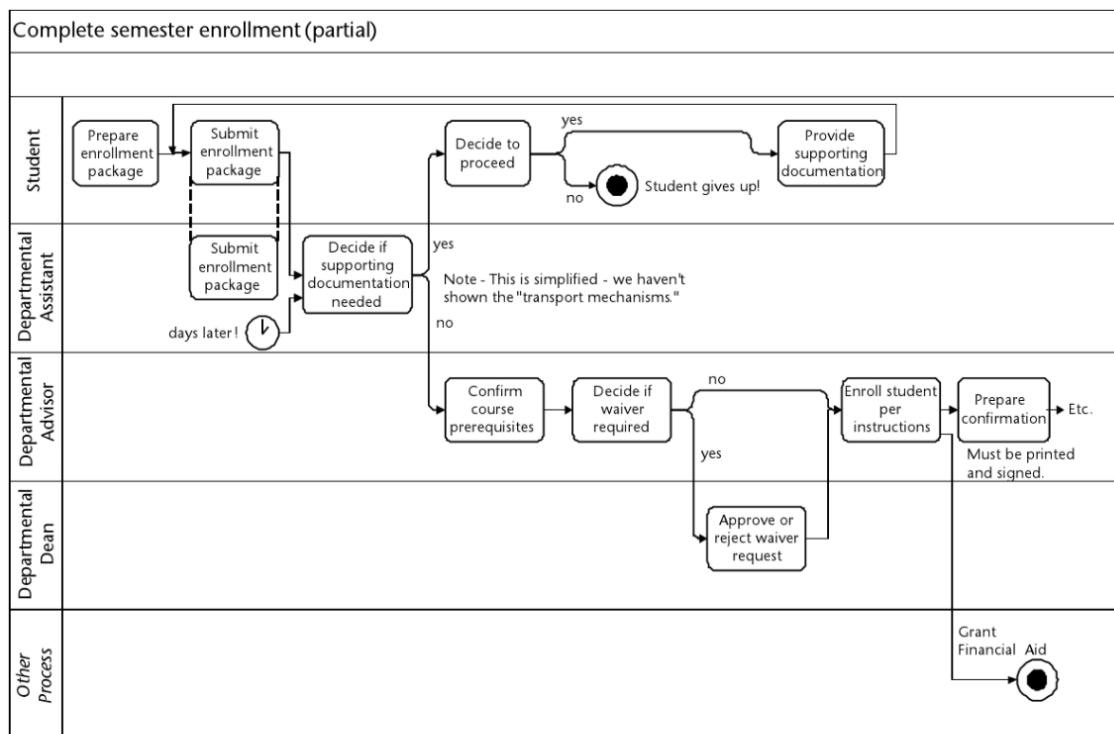 Complete semester enrollment (partial)
Student
Prepare
enrollment
package
Submit
enrollment
package
Decide to
proceed
yes
no
Student gives up!
Provide
supporting
documentation
Departmental
Assistant
Submit
enrollment
package
days later!
Decide if
supporting
documentation
needed
yes
Note - This is simplified - we haven't
shown the "transport mechanisms."
no
Departmental
Advisor
Confirm
course
prerequisites
Decide if
waiver
required
no
yes
Enroll student
per
instructions
Prepare
confirmation
Etc.
Must be printed
and signed.
Departmental
Dean
Approve or
reject waiver
request
Other
Process
Grant
Financial Aid